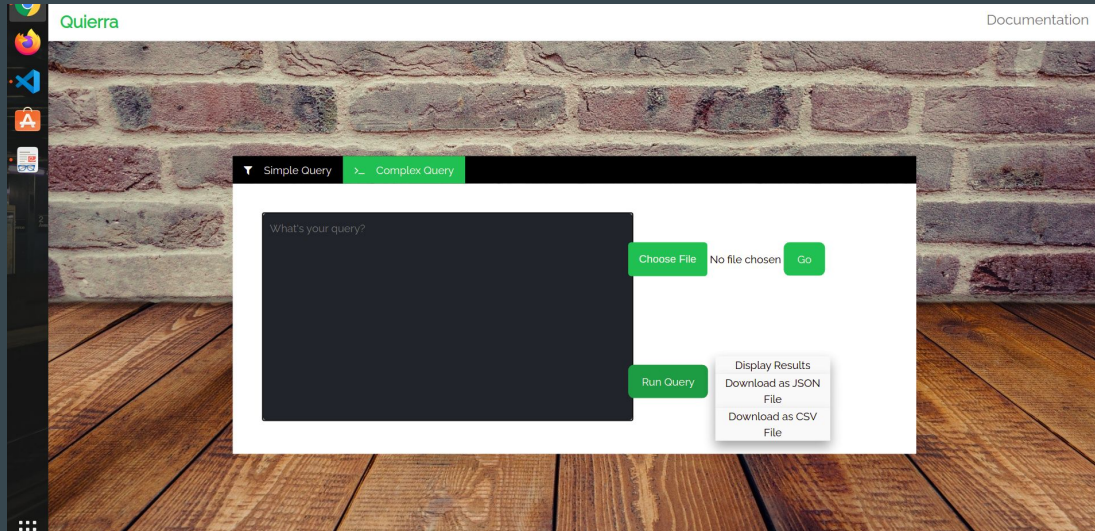 Quierra
Documentation
Simple Query
>_ Complex Query
What's your query?
Choose File No file chosen Go
Run Query
Display Results
Download as JSON
File
Download as CSV
File